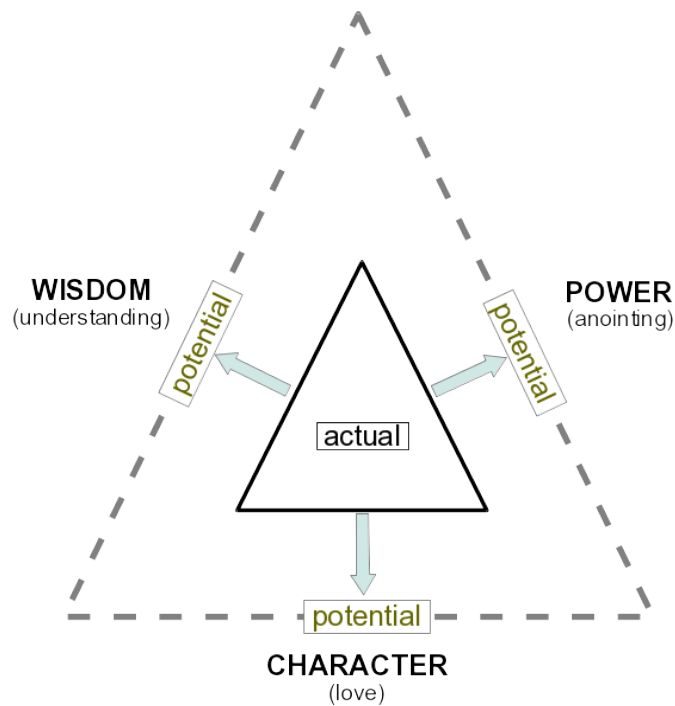 WISDOM
(understanding)
potential
POWER
(anointing)
potential
actual
potential
CHARACTER
(love)